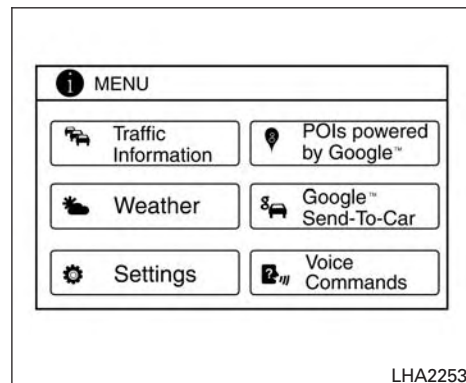 i MENU
Traffic
Information
POIs powered
by Google™
Weather
Google™
Send-To-Car
Settings
Voice
Commands
LHA2253